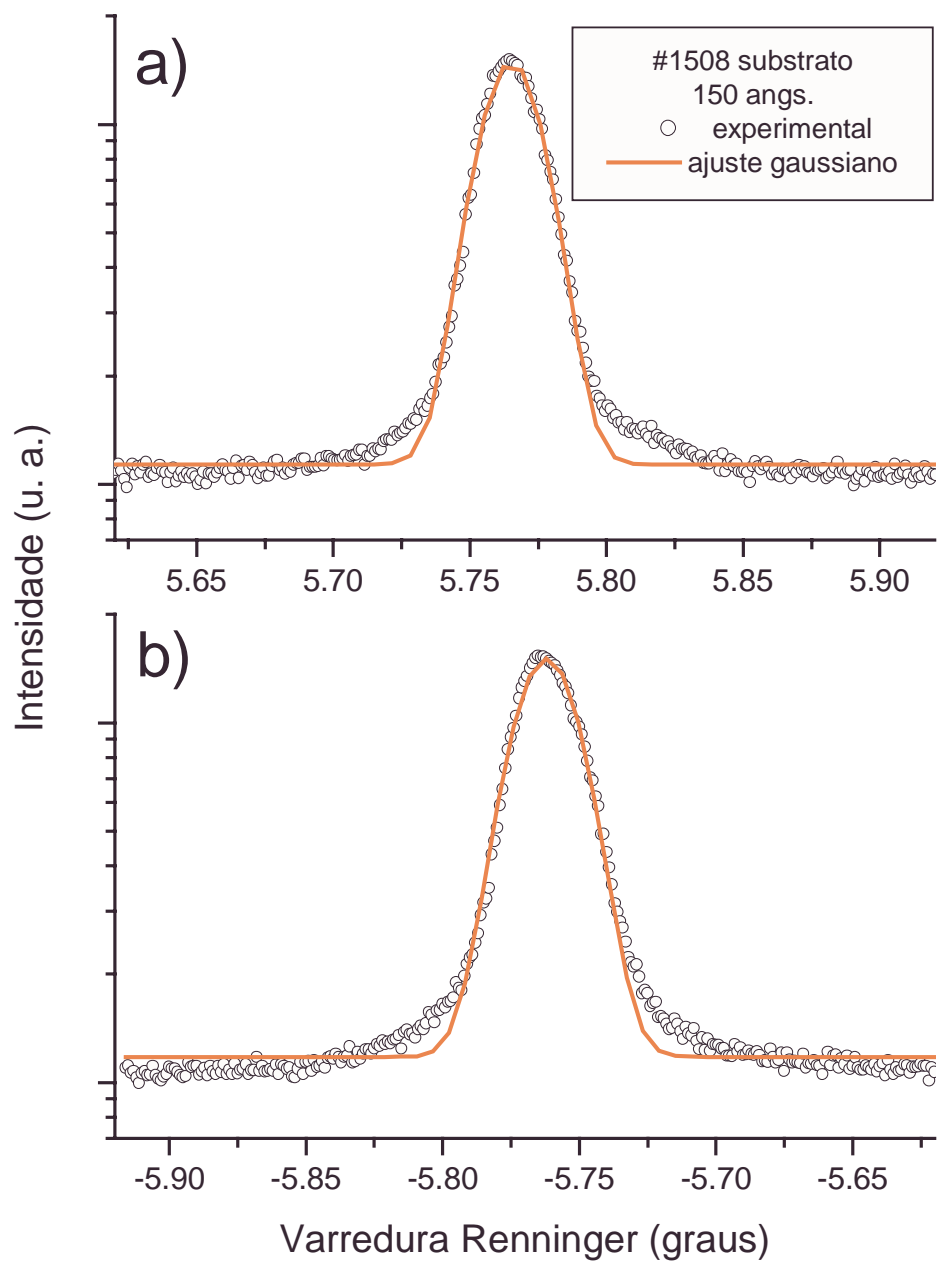 a)
#1508 substrato
150 angs.
experimental
ajuste gaussiano
5.65 5.70 5.75 5.80 5.85 5.90
Intensidade (u. a.)
b)
-5.90 -5.85 -5.80 -5.75 -5.70 -5.65
Varredura Renninger (graus)